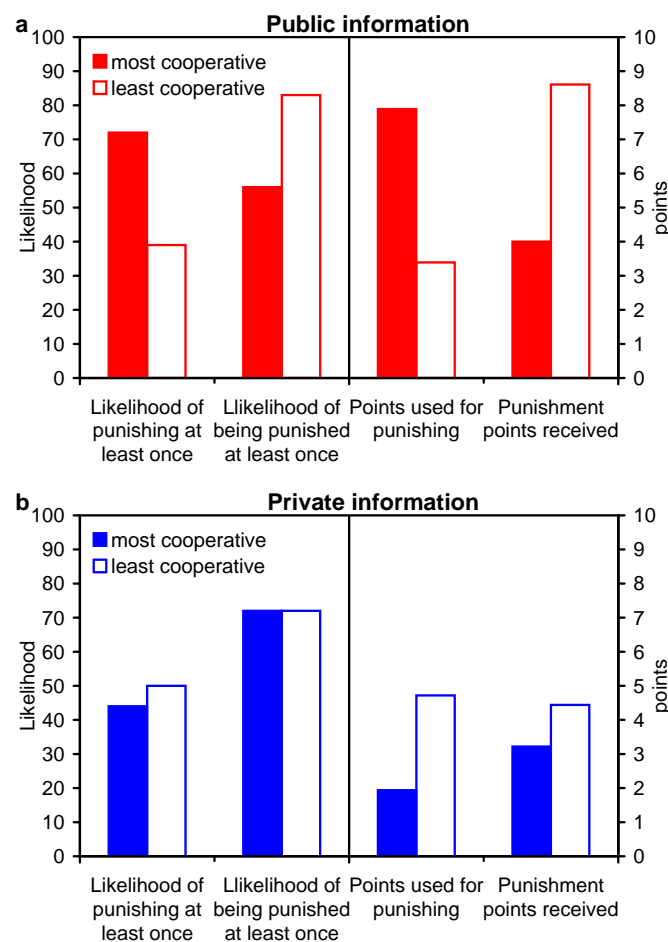 a
Public information
100
90
80
70
60
50
40
30
20
10
0
Likelihood
most cooperative
least cooperative
10
9
8
7
6
5
4
3
2
1
0
points
Likelihood of
punishing at
least once
Llikelihood of
being punished
at least once
Points used for
punishing
Punishment
points received
b
Private information
100
90
80
70
60
50
40
30
20
10
0
Likelihood
most cooperative
least cooperative
10
9
8
7
6
5
4
3
2
1
0
points
Likelihood of
punishing at
least once
Llikelihood of
being punished
at least once
Points used for
punishing
Punishment
points received